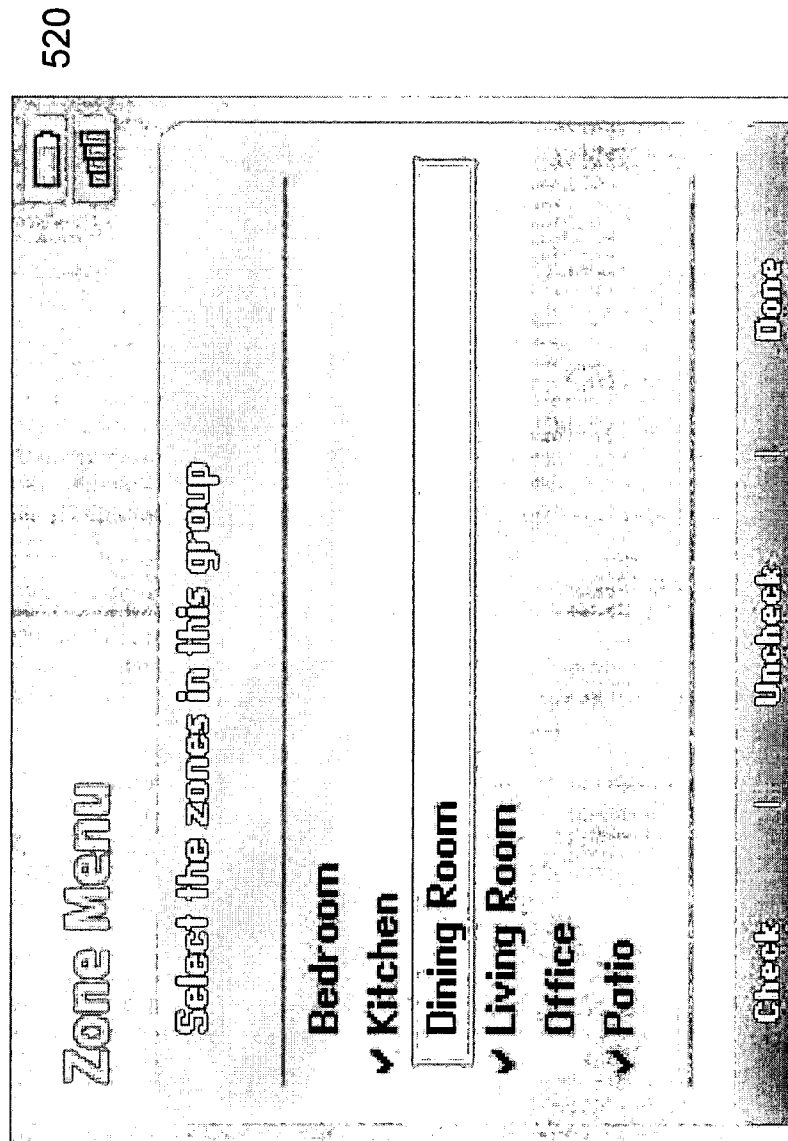 520
Zone Menu
Select the zones in this group
Bedroom
✔ Kitchen
Dining Room
✔ Living Room
Office
✔ Patio
Check | Uncheck | Done